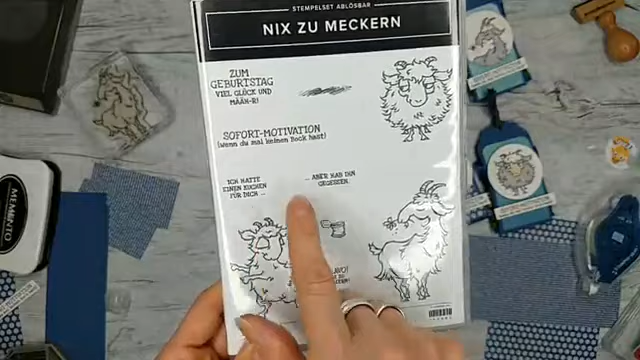 STEMPELSET ABLÖSBAR
NIX ZU MECKERN
ZUM
GEBURTSTAG
VIEL GLÜCK UND
MÄÄH-R!
SOFORT-MOTIVATION
(wenn du mal keinen Bock hast)
ICH HATTE
EINEN KUCHEN
FÜR DICH ...
... ABER HAB IHN
GEGESSEN.
MEMENTO